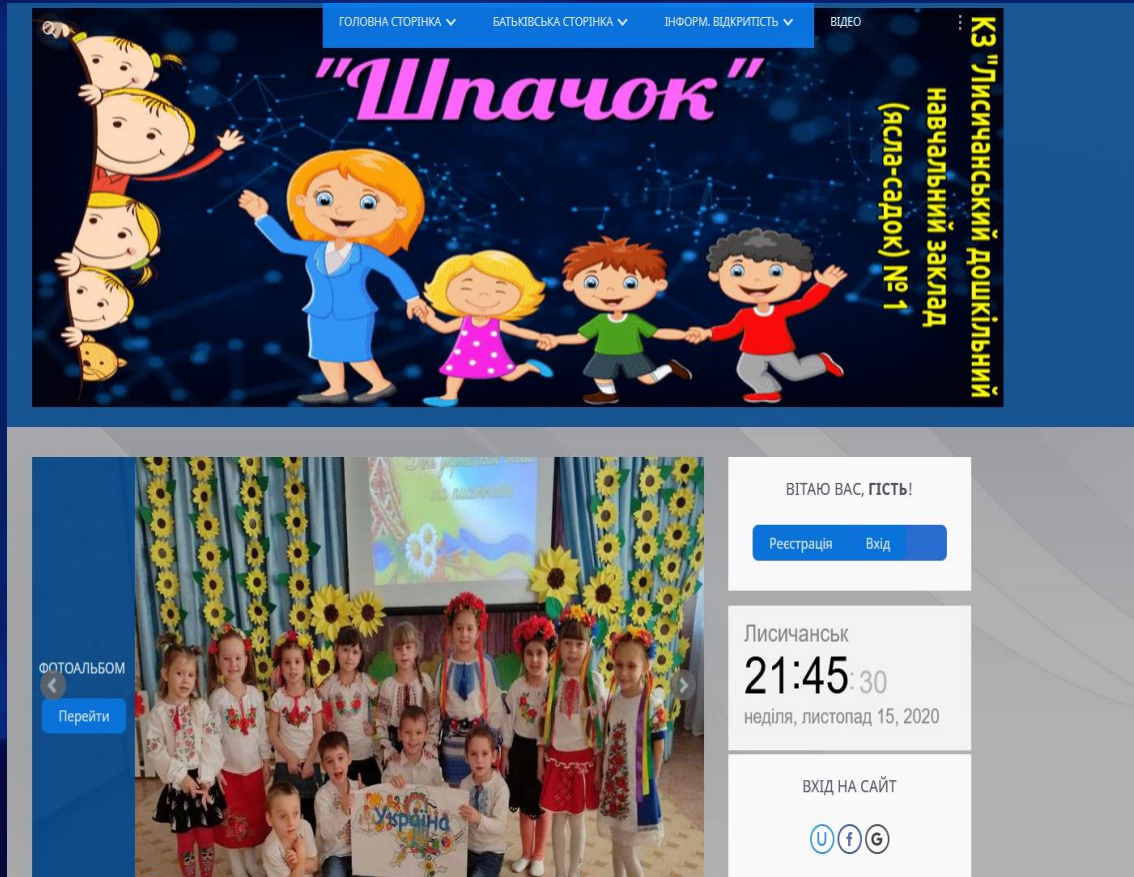 ГОЛОВНА СТОРІНКА
БАТЬКІВСЬКА СТОРІНКА
ІНФОРМ. ВІДКРИТІСТЬ
ВІДЕО
"Шпачок"
КЗ "Лисичанський дошкільний
навчальний заклад
(ясла-садок) № 1
ФОТОАЛЬБОМ
Перейти
Україна
ВІТАЮ ВАС, ГІСТЬ!
Реєстрація
Вхід
Лисичанськ
21:45:30
неділя, листопад 15, 2020
ВХІД НА САЙТ
U f G